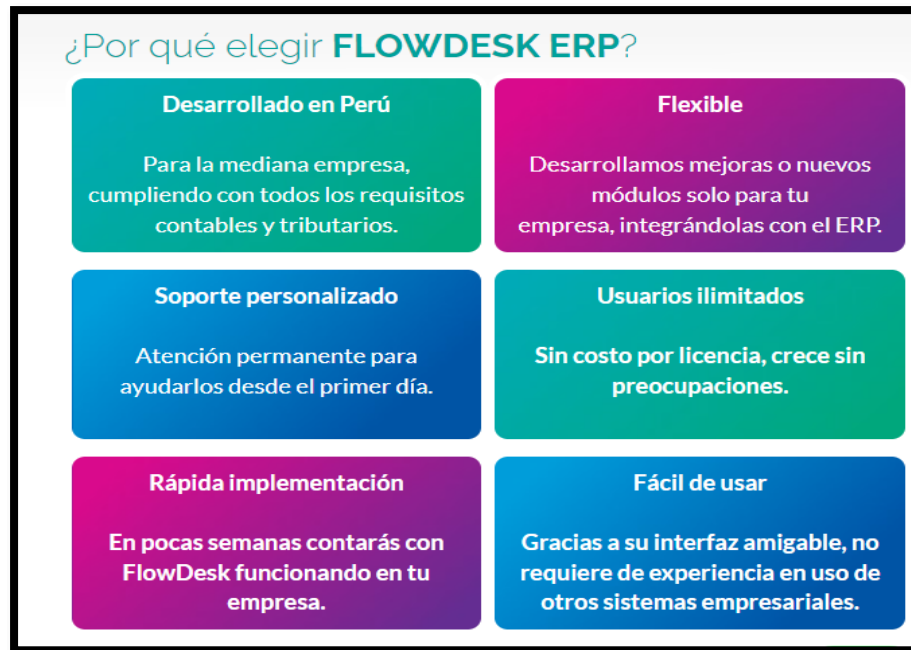 ¿Por qué elegir FLOWDESK ERP?
Desarrollado en Perú
Para la mediana empresa,
cumpliendo con todos los requisitos
contables y tributarios.
Flexible
Desarrollamos mejoras o nuevos
módulos solo para tu
empresa, integrándolas con el ERP.
Soporte personalizado
Atención permanente para
ayudarlos desde el primer día.
Usuarios ilimitados
Sin costo por licencia, crece sin
preocupaciones.
Rápida implementación
En pocas semanas contarás con
FlowDesk funcionando en tu
empresa.
Fácil de usar
Gracias a su interfaz amigable, no
requiere de experiencia en uso de
otros sistemas empresariales.